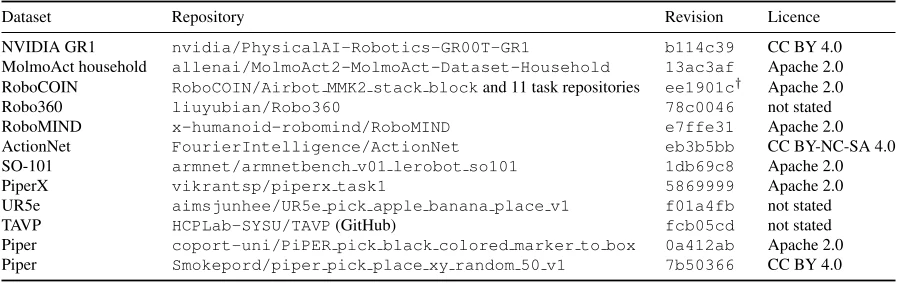 Dataset Repository Revision Licence
NVIDIA GR1 nvidia/PhysicalAI-Robotics-GR00T-GR1 b114c39 CC BY 4.0
MolmoAct household allenai/MolmoAct2-MolmoAct-Dataset-Household 13ac3af Apache 2.0
RoboCOIN RoboCOIN/Airbot_MMK2_stack_block and 11 task repositories ee1901c† Apache 2.0
Robo360 liuyubian/Robo360 78c0046 not stated
RoboMIND x-humanoid-robomind/RoboMIND e7ffe31 Apache 2.0
ActionNet FourierIntelligence/ActionNet eb3b5bb CC BY-NC-SA 4.0
SO-101 armnet/armnetbench_v01_lerobot_so101 1db69c8 Apache 2.0
PiperX vikrantsp/piperx_task1 5869999 Apache 2.0
UR5e aimsjunhee/UR5e_pick_apple_banana_place_v1 f01a4fb not stated
TAVP HCPLab-SYSU/TAVP (GitHub) fcb05cd not stated
Piper coport-uni/PiPER_pick_black_colored_marker_to_box 0a412ab Apache 2.0
Piper Smokepord/piper_pick_place_xy_random_50_v1 7b50366 CC BY 4.0